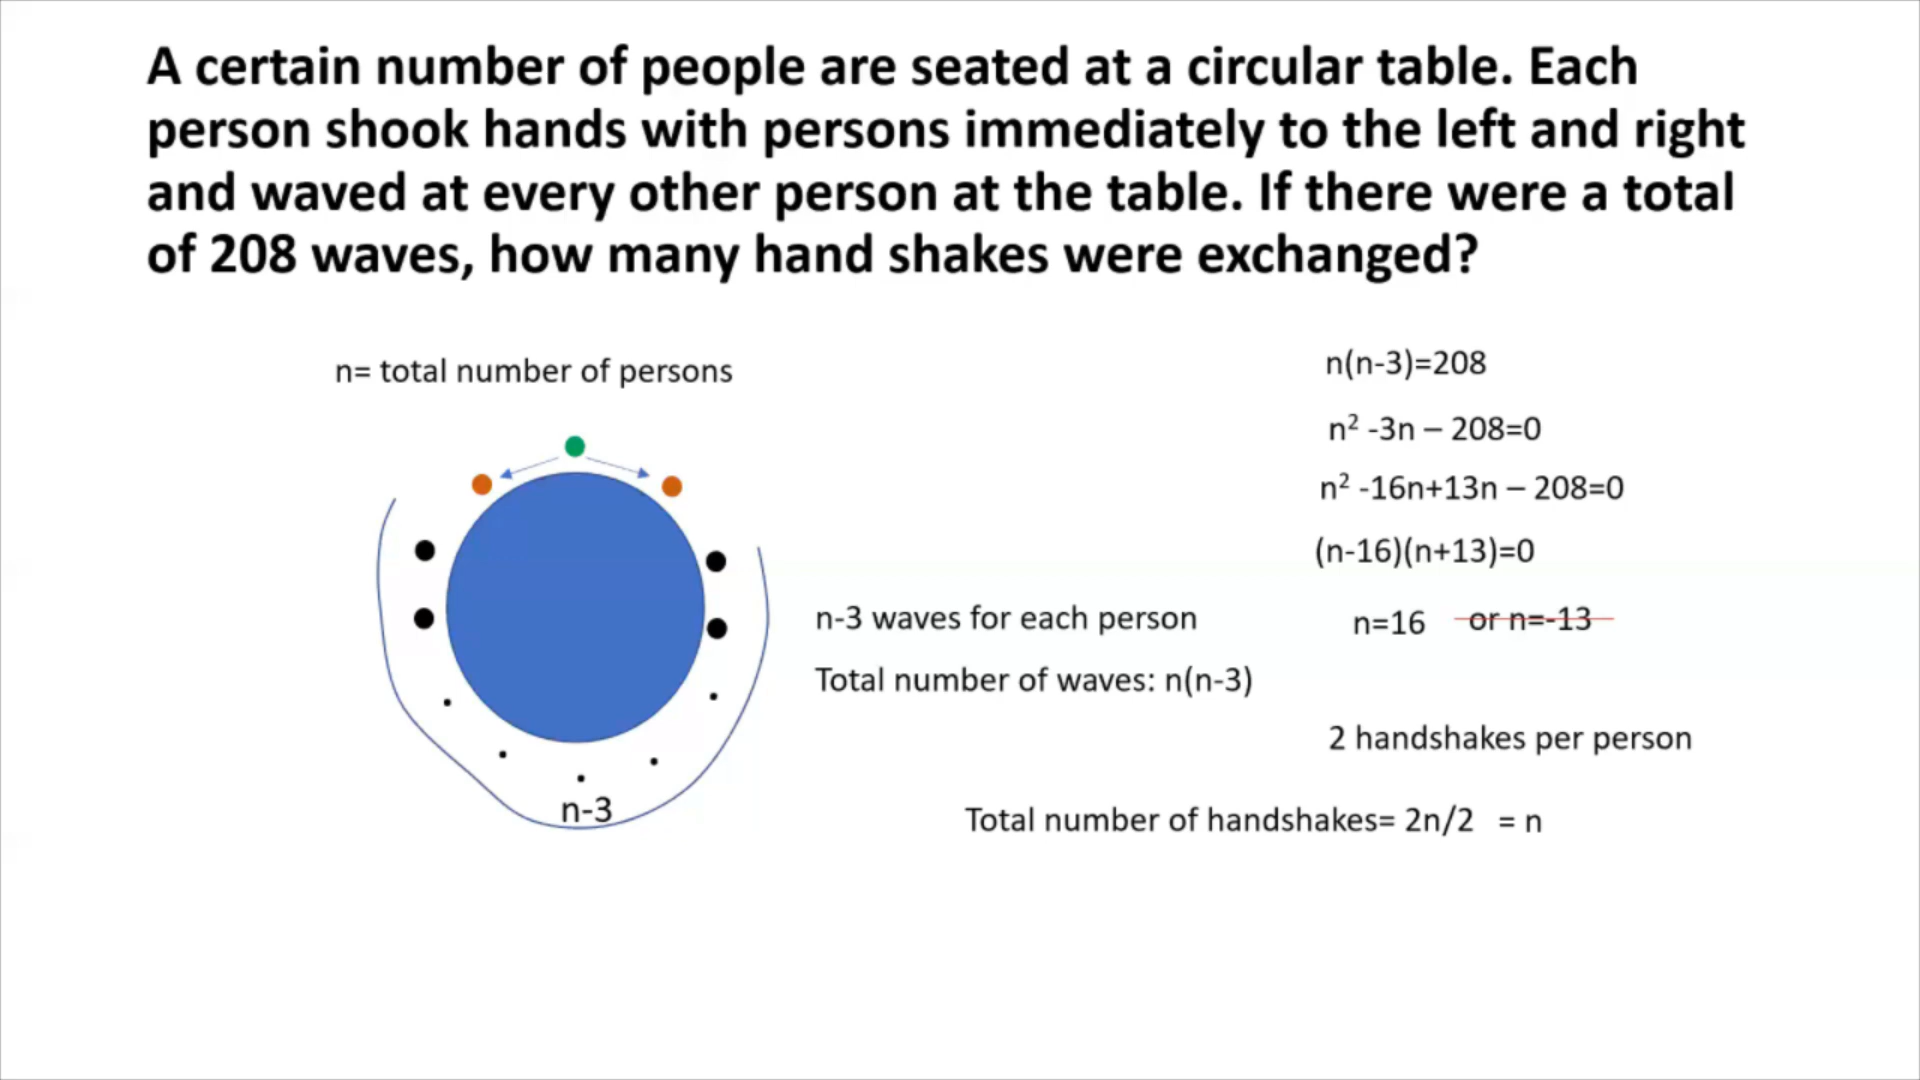 A certain number of people are seated at a circular table. Each
person shook hands with persons immediately to the left and right
and waved at every other person at the table. If there were a total
of 208 waves, how many hand shakes were exchanged?
n= total number of persons
n-3
n-3 waves for each person
Total number of waves: n(n-3)
n(n-3)=208
n² -3n – 208=0
n² -16n+13n – 208=0
(n-16)(n+13)=0
n=16 or n=-13
2 handshakes per person
Total number of handshakes= 2n/2 = n